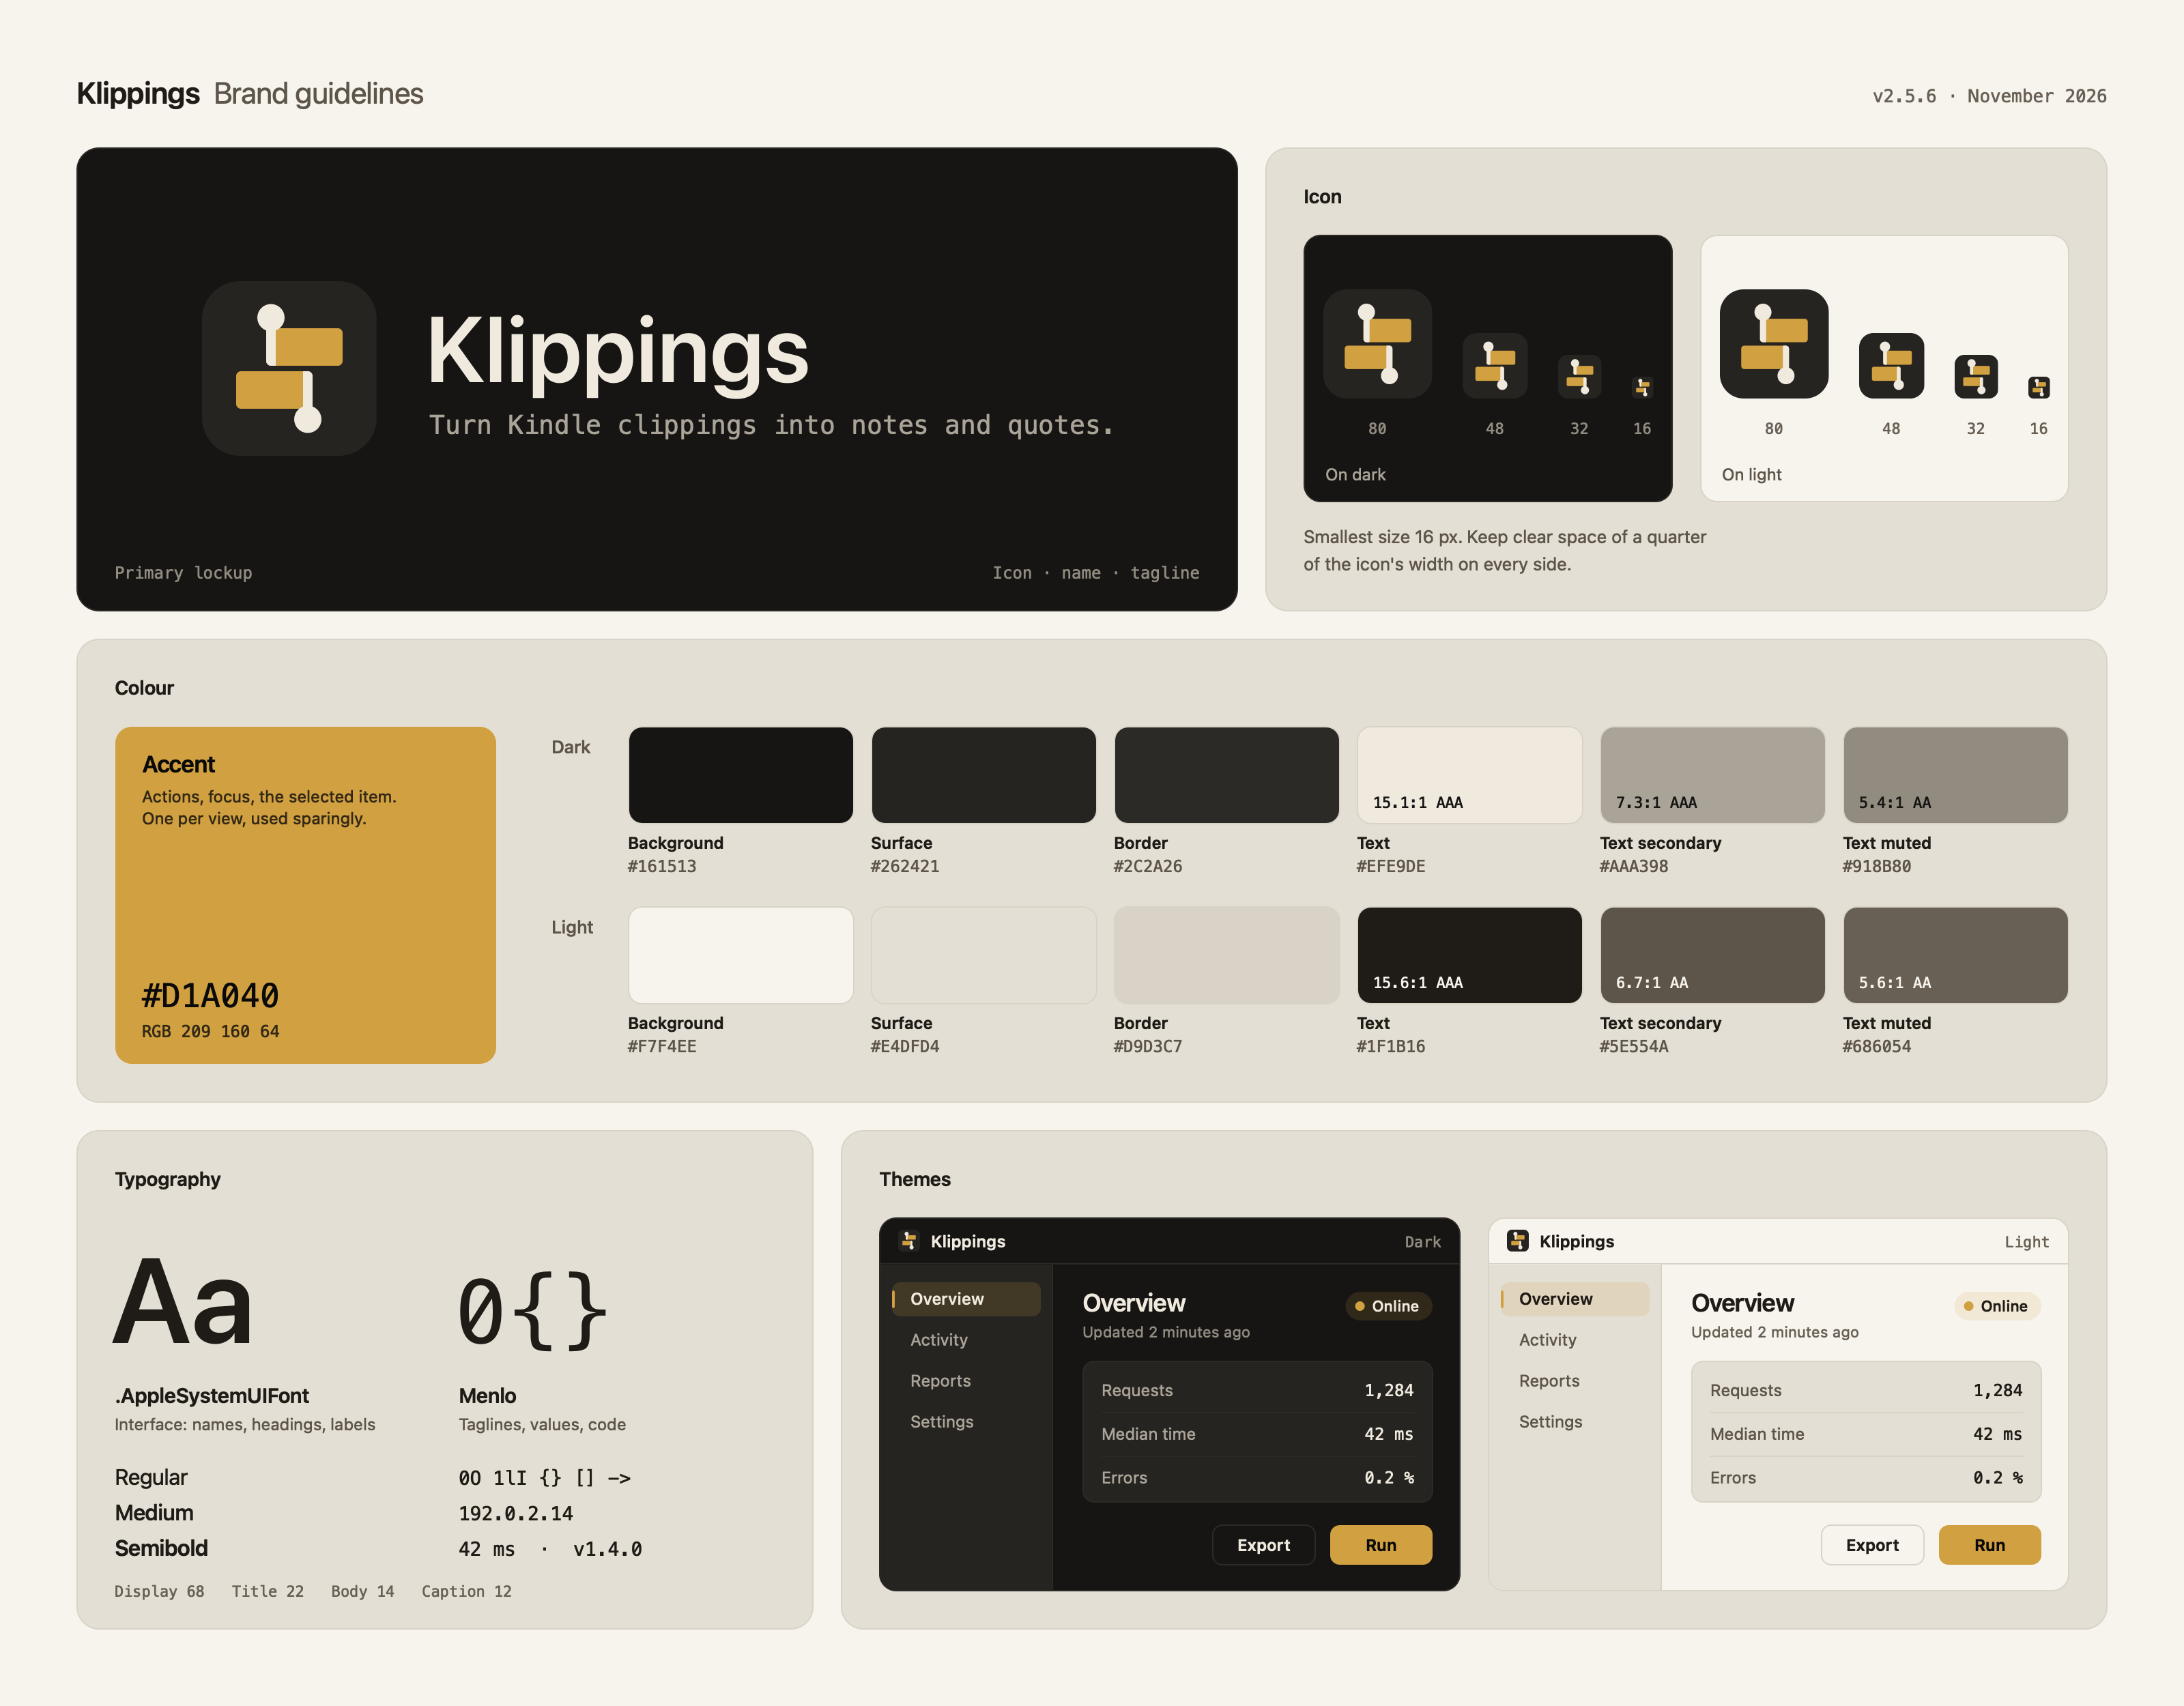 Klippings Brand guidelines
v2.5.6 · November 2026
Klippings
Turn Kindle clippings into notes and quotes.
Primary lockup
Icon · name · tagline
Icon
80 48 32 16
On dark
80 48 32 16
On light
Smallest size 16 px. Keep clear space of a quarter
of the icon's width on every side.
Colour
Accent
Actions, focus, the selected item.
One per view, used sparingly.
#D1A040
RGB 209 160 64
Dark
15.1:1 AAA
7.3:1 AAA
5.4:1 AA
Background
Surface
Border
Text
Text secondary
Text muted
#161513
#262421
#2C2A26
#EFE9DE
#AAA398
#918B80
Light
15.6:1 AAA
6.7:1 AA
5.6:1 AA
Background
Surface
Border
Text
Text secondary
Text muted
#F7F4EE
#E4DFD4
#D9D3C7
#1F1B16
#5E554A
#686054
Typography
Aa
.AppleSystemUIFont
Interface: names, headings, labels
Regular
Medium
Semibold
0{}
Menlo
Taglines, values, code
0O 1lI {} [] —>
192.0.2.14
42 ms · v1.4.0
Display 68 Title 22 Body 14 Caption 12
Themes
Klippings
Dark
Overview
Activity
Reports
Settings
Overview
Online
Updated 2 minutes ago
Requests 1,284
Median time 42 ms
Errors 0.2 %
Export
Run
Klippings
Light
Overview
Activity
Reports
Settings
Overview
Online
Updated 2 minutes ago
Requests 1,284
Median time 42 ms
Errors 0.2 %
Export
Run